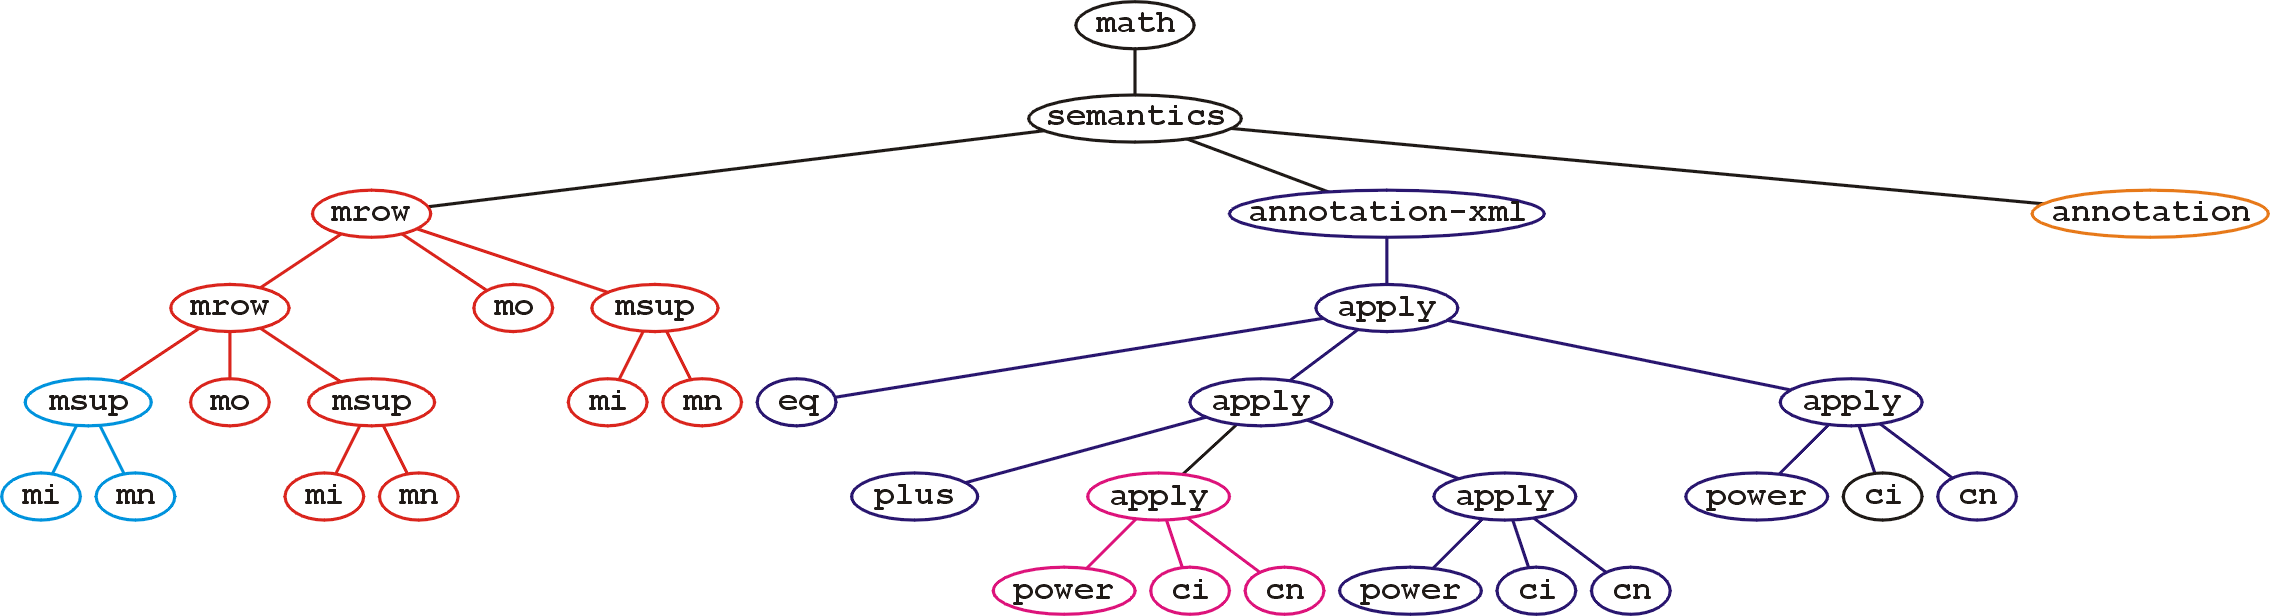 math
semantics
mrow annotation-xml annotation
mrow mo msup apply
msup mo msup mi mn eq apply apply
mi mn mi mn plus apply apply power ci cn
power ci cn power ci cn